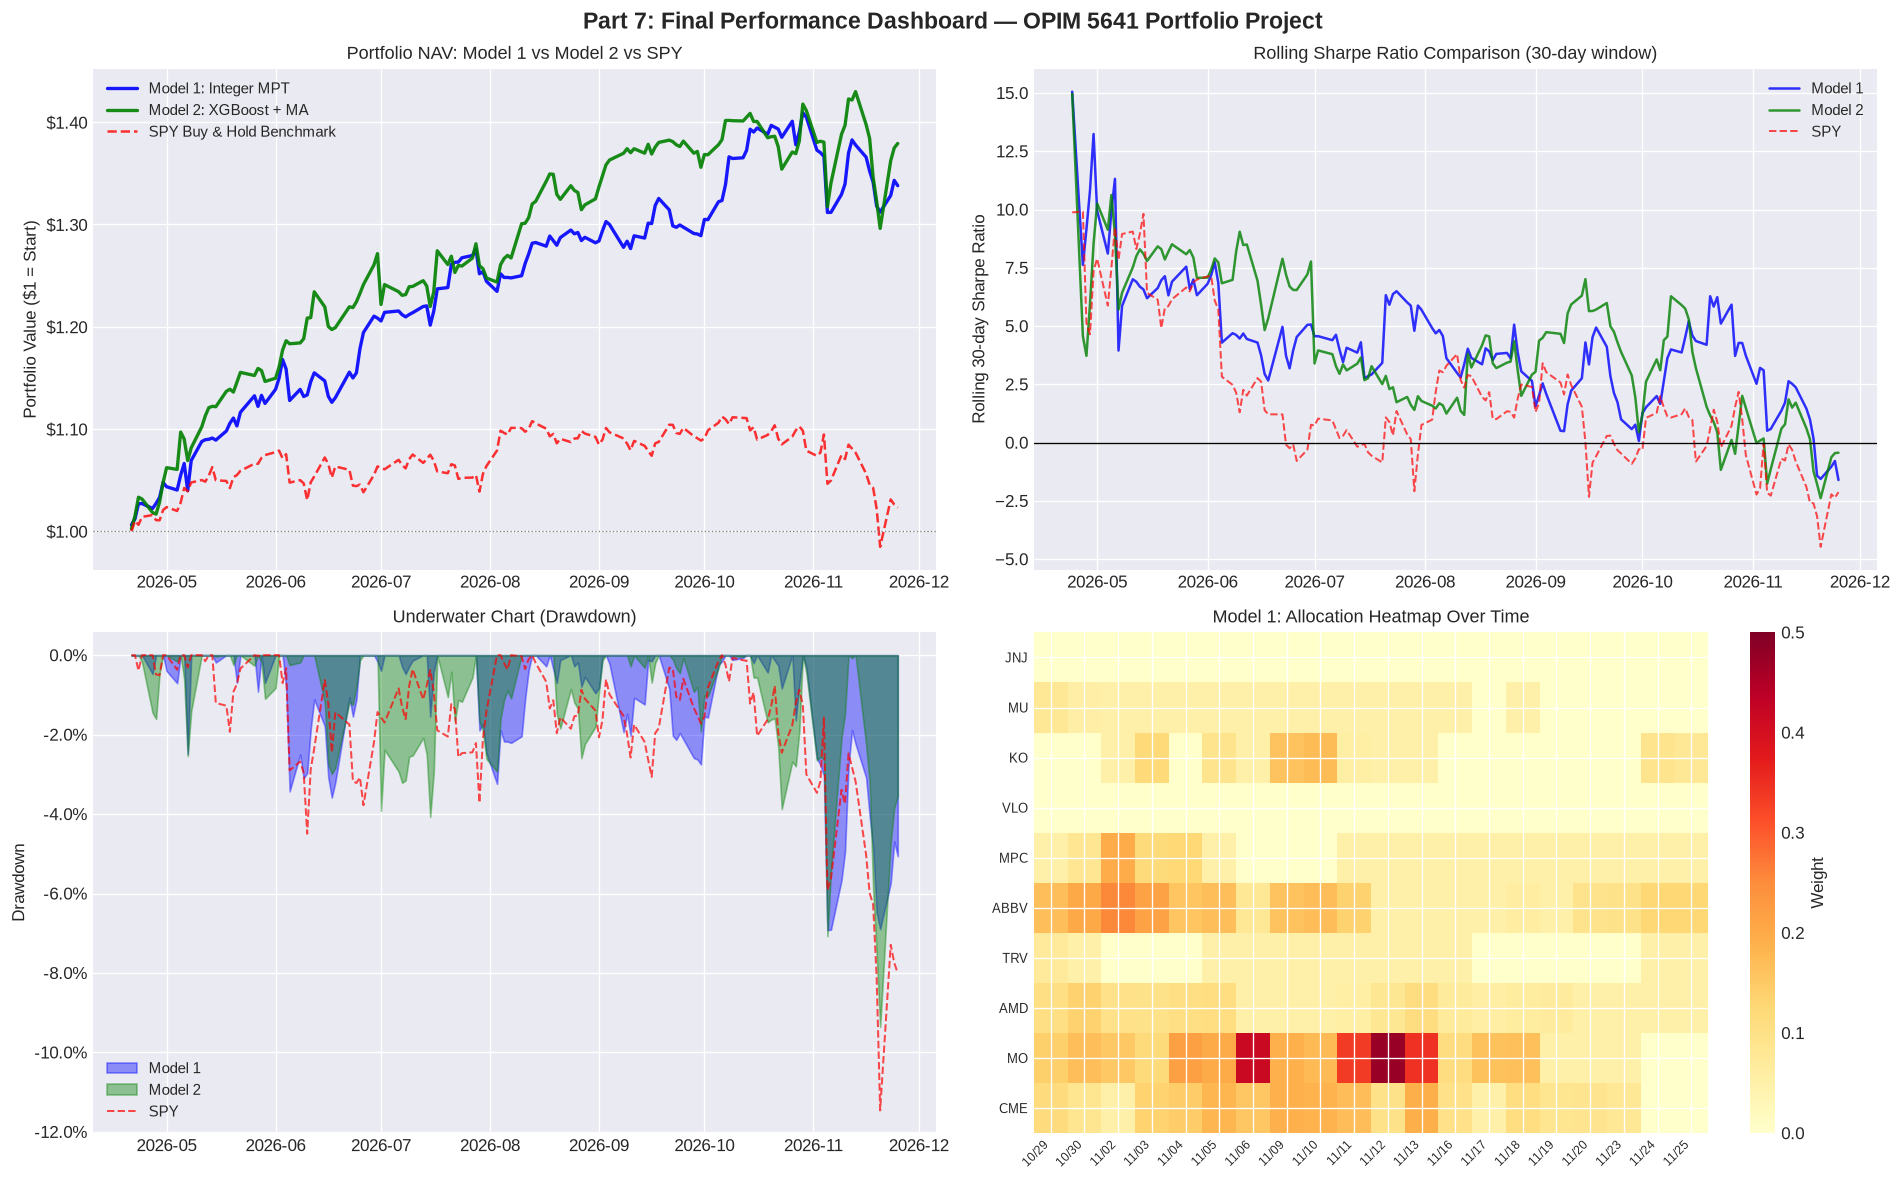 Part 7: Final Performance Dashboard — OPIM 5641 Portfolio Project
Portfolio NAV: Model 1 vs Model 2 vs SPY
Portfolio Value ($1 = Start)
$1.40
$1.30
$1.20
$1.10
$1.00
Model 1: Integer MPT
Model 2: XGBoost + MA
SPY Buy & Hold Benchmark
2026-05
2026-06
2026-07
2026-08
2026-09
2026-10
2026-11
2026-12
Rolling Sharpe Ratio Comparison (30-day window)
Rolling 30-day Sharpe Ratio
15.0
12.5
10.0
7.5
5.0
2.5
0.0
−2.5
−5.0
Model 1
Model 2
SPY
2026-05
2026-06
2026-07
2026-08
2026-09
2026-10
2026-11
2026-12
Underwater Chart (Drawdown)
Drawdown
0.0%
-2.0%
-4.0%
-6.0%
-8.0%
-10.0%
-12.0%
Model 1
Model 2
SPY
2026-05
2026-06
2026-07
2026-08
2026-09
2026-10
2026-11
2026-12
Model 1: Allocation Heatmap Over Time
JNJ
MU
KO
VLO
MPC
ABBV
TRV
AMD
MO
CME
10/29
10/30
11/02
11/03
11/04
11/05
11/06
11/09
11/10
11/11
11/12
11/13
11/16
11/17
11/18
11/19
11/20
11/23
11/24
11/25
0.5
0.4
0.3
0.2
0.1
0.0
Weight